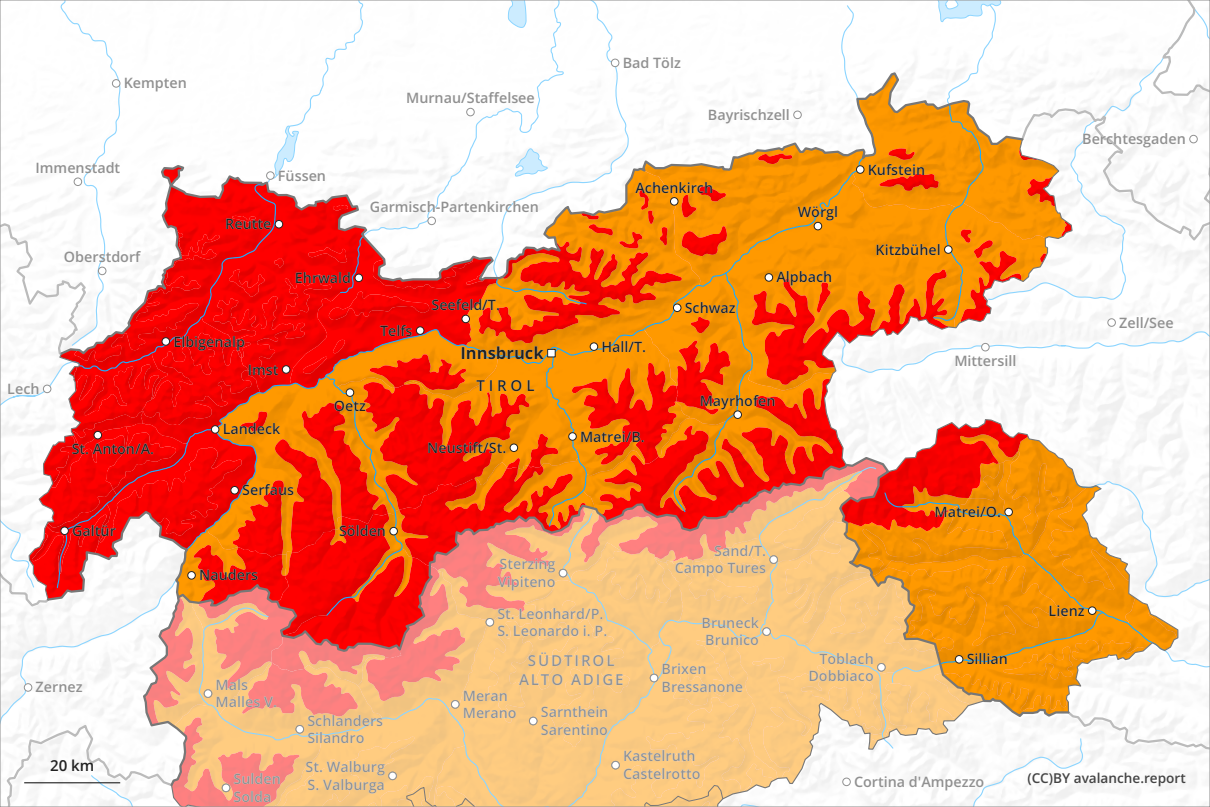 Bad Tölz
Kempten
Murnau/Staffelsee
Bayrischzell
Berchtesgaden
Immenstadt
Füssen
Kufstein
Achenkirch
Garmisch-Partenkirchen
Wörgl
Reutte
Kitzbühel
Oberstdorf
Ehrwald
Alpbach
Seefeld/T.
Schwaz
Zell/See
Telfs
Elbigenalp
Innsbruck
Hall/T.
Mittersill
Imst
TIROL
Lech
Oetz
Mayrhofen
Landeck
St. Anton/A.
Neustift/St.
Matrei/B.
Serfaus
Matrei/O.
Galtür
Sölden
Sand/T.
Campo Tures
Sterzing
Vipiteno
Nauders
St. Leonhard/P.
S. Leonardo i. P.
Lienz
Bruneck
Brunico
SÜDTIROL
ALTO ADIGE
Toblach
Dobbiaco
Sillian
Brixen
Bressanone
Zernez
Mals
Malles V.
Meran
Merano
Sarnthein
Sarentino
Schlanders
Silandro
Kastelruth
Castelrotto
St. Walburg
S. Valburga
20 km
Sulden
Solda
Cortina d'Ampezzo
(CC)BY avalanche.report